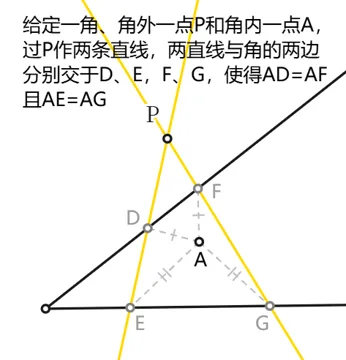 给定一角、角外一点P和角内一点A，
过P作两条直线，两直线与角的两边
分别交于D、E，F、G，使得AD=AF
且AE=AG
P
F
D
A
E
G